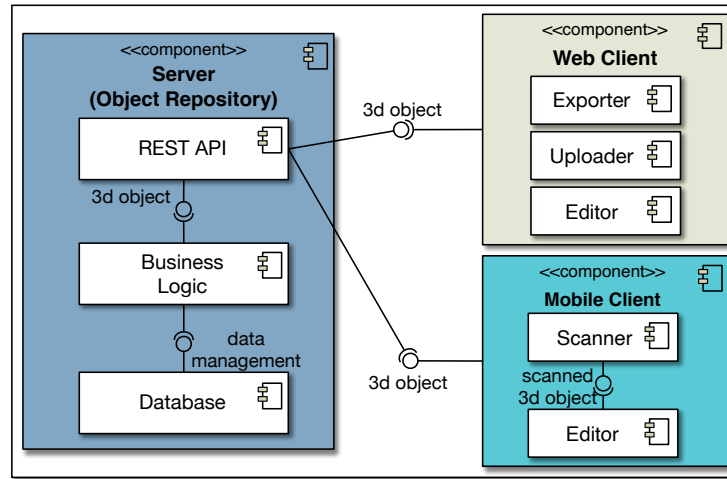 <<component>>
Server
(Object Repository)
REST API
3d object
Business
Logic
data
management
Database
3d object
3d object
<<component>>
Web Client
Exporter
Uploader
Editor
<<component>>
Mobile Client
Scanner
scanned
3d object
Editor